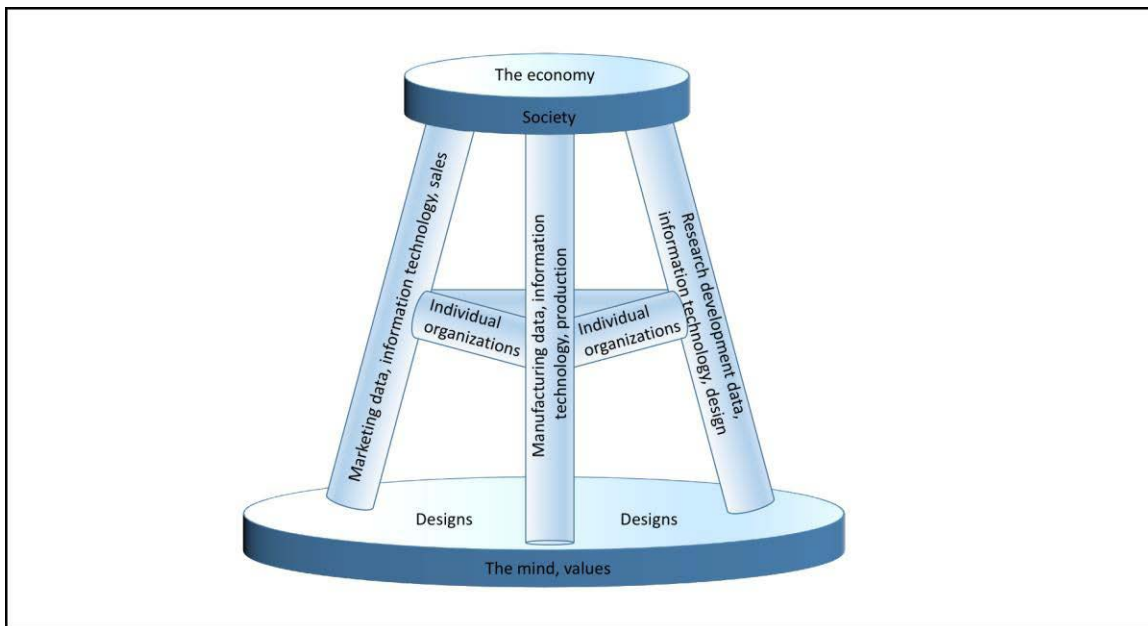 The economy
Society
Marketing data, information technology, sales
Manufacturing data, information
technology, production
Research development data,
information technology, design
Individual
organizations
Individual
organizations
Designs
Designs
The mind, values